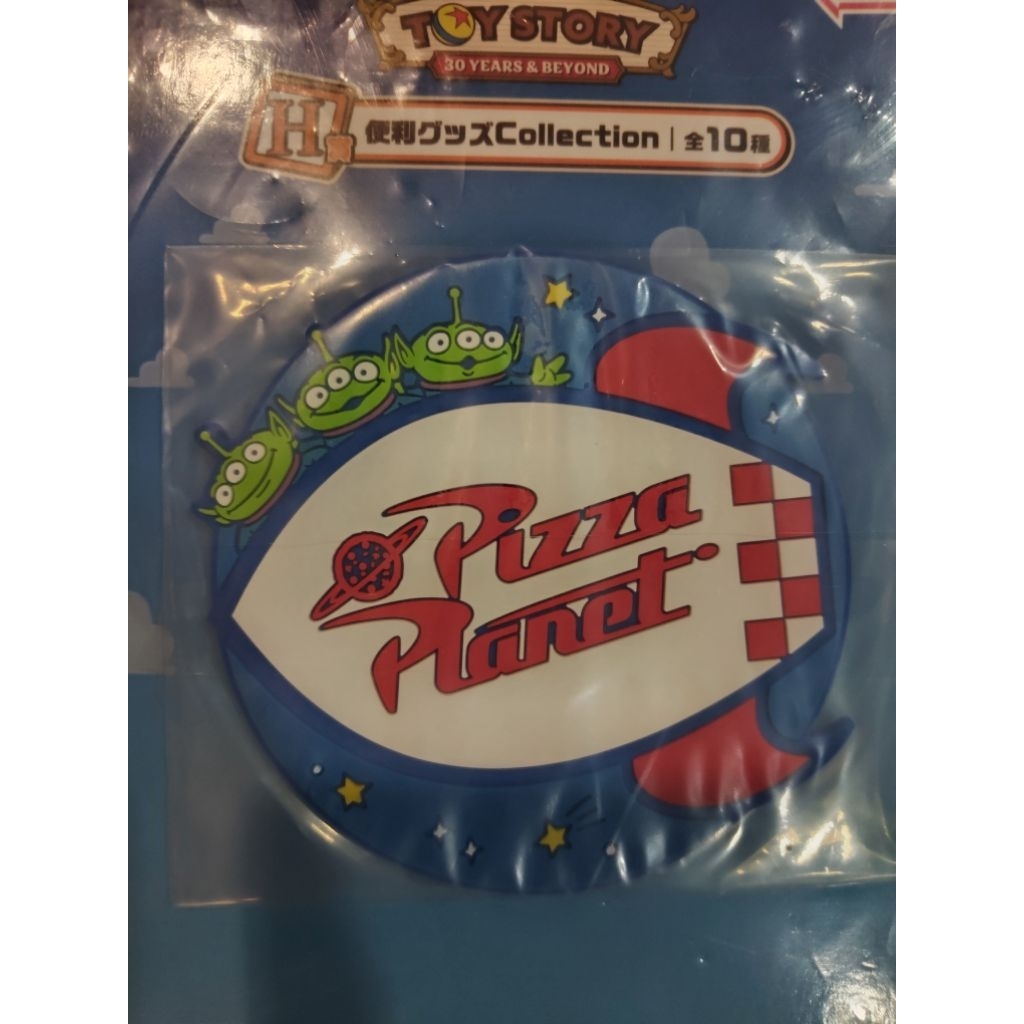 TOY STORY
30 YEARS & BEYOND
H賞 便利グッズCollection | 全10種
Pizza
Planet